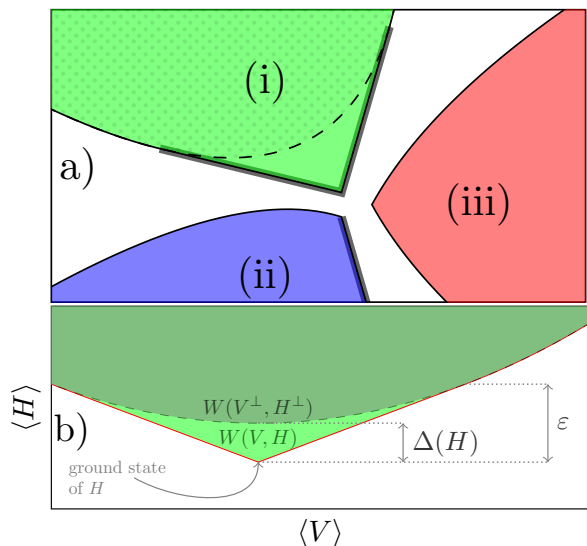 (i)
a)
(iii)
(ii)
W(V⊥, H⊥)
⟨H⟩
b)
W(V, H)
Δ(H)
ε
ground state
of H
⟨V⟩